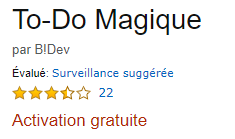 To-Do Magique
par B!Dev
Évalué: Surveillance suggérée
22
Activation gratuite